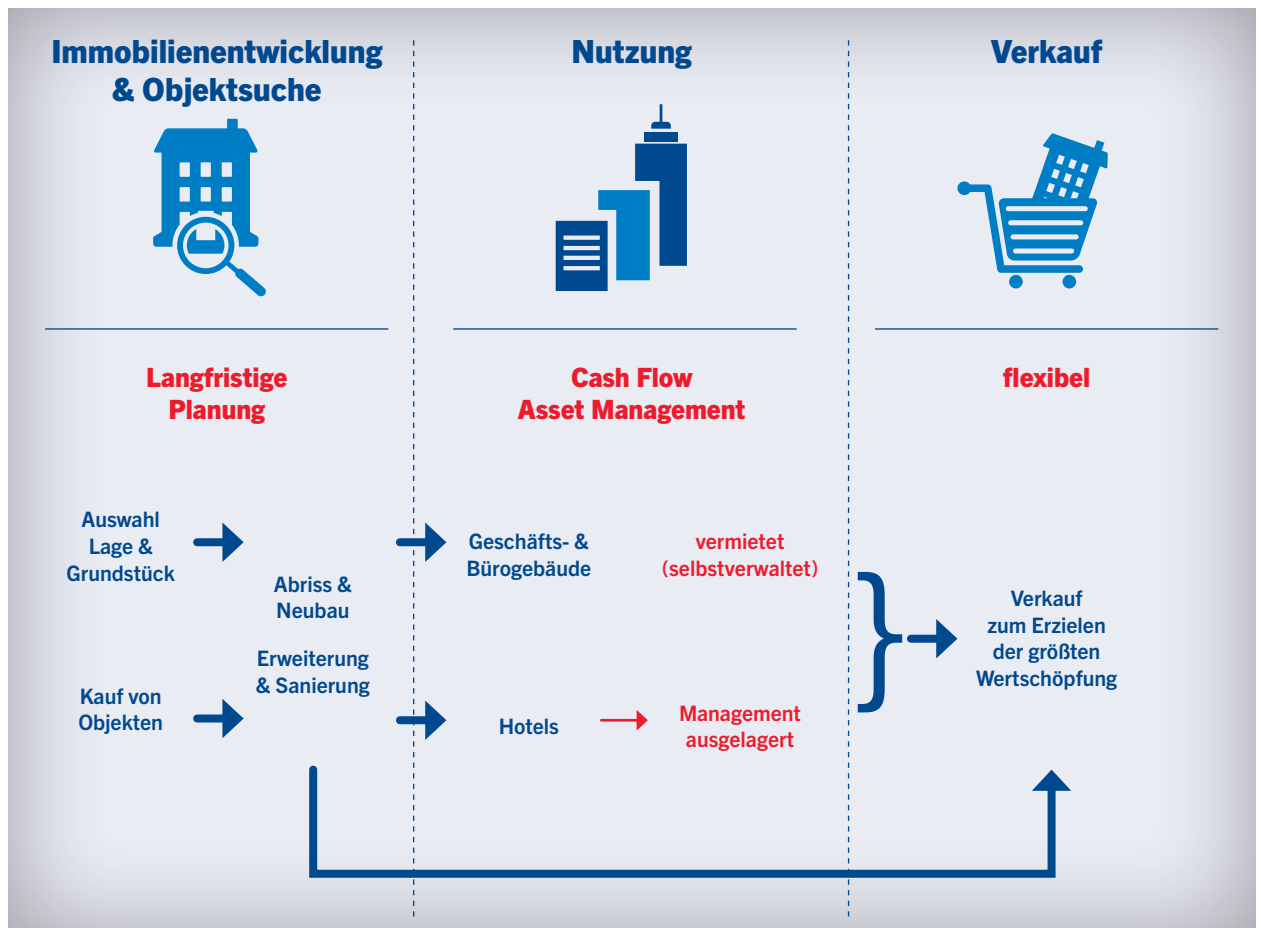 Immobilienentwicklung
& Objektsuche
Nutzung
Verkauf
Langfristige
Planung
Cash Flow
Asset Management
flexibel
Auswahl
Lage &
Grundstück
Abriss &
Neubau
Erweiterung
& Sanierung
Kauf von
Objekten
Geschäfts- &
Bürogebäude
vermietet
(selbstverwaltet)
Hotels
Management
ausgelagert
Verkauf
zum Erzielen
der größten
Wertschöpfung